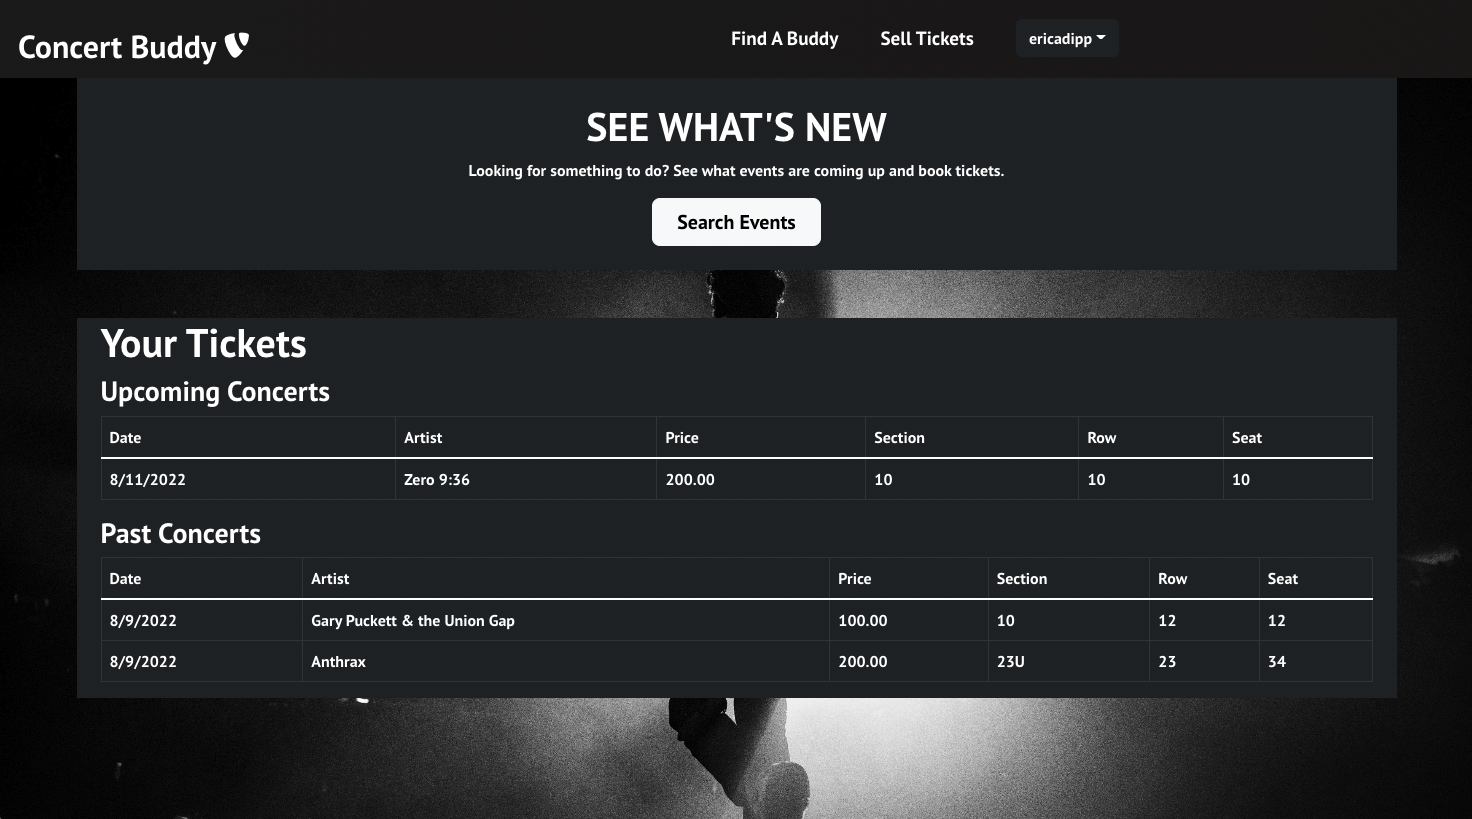 Concert Buddy
Find A Buddy
Sell Tickets
ericadipp
SEE WHAT'S NEW
Looking for something to do? See what events are coming up and book tickets.
Search Events
Your Tickets
Upcoming Concerts
Date Artist Price Section Row Seat
8/11/2022 Zero 9:36 200.00 10 10 10
Past Concerts
Date Artist Price Section Row Seat
8/9/2022 Gary Puckett & the Union Gap 100.00 10 12 12
8/9/2022 Anthrax 200.00 23U 23 34